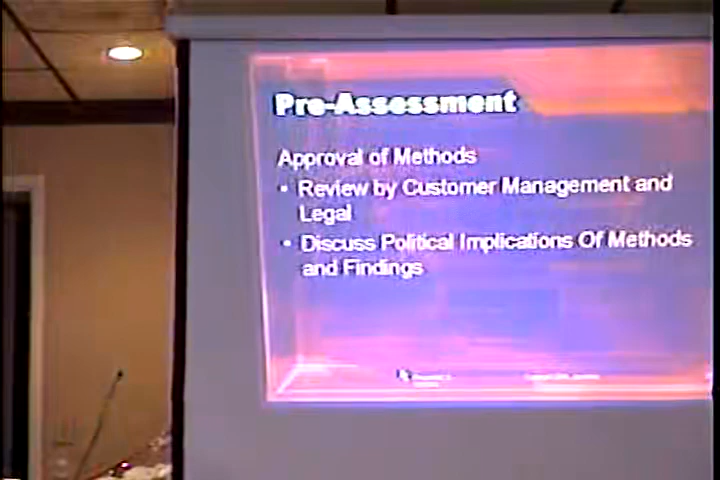 Pre-Assessment
Approval of Methods
• Review by Customer Management and
Legal
• Discuss Political Implications Of Methods
and Findings